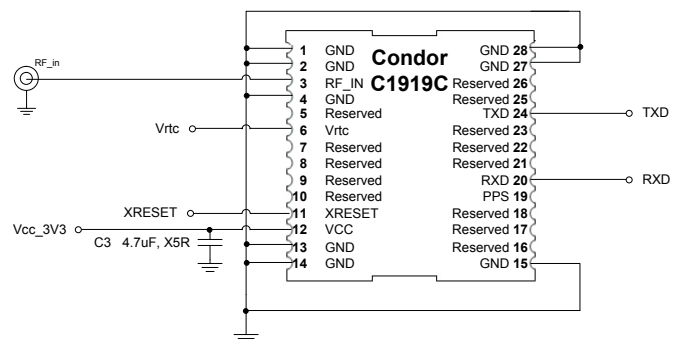 RF_in
Condor
C1919C
1 GND
2 GND
3 RF_IN
4 GND
5 Reserved
6 Vrtc
7 Reserved
8 Reserved
9 Reserved
10 Reserved
11 XRESET
12 VCC
13 GND
14 GND
GND 28
GND 27
Reserved 26
Reserved 25
TXD 24
Reserved 23
Reserved 22
Reserved 21
RXD 20
PPS 19
Reserved 18
Reserved 17
Reserved 16
GND 15
Vrtc
XRESET
Vcc_3V3
C3 4.7uF, X5R
TXD
RXD